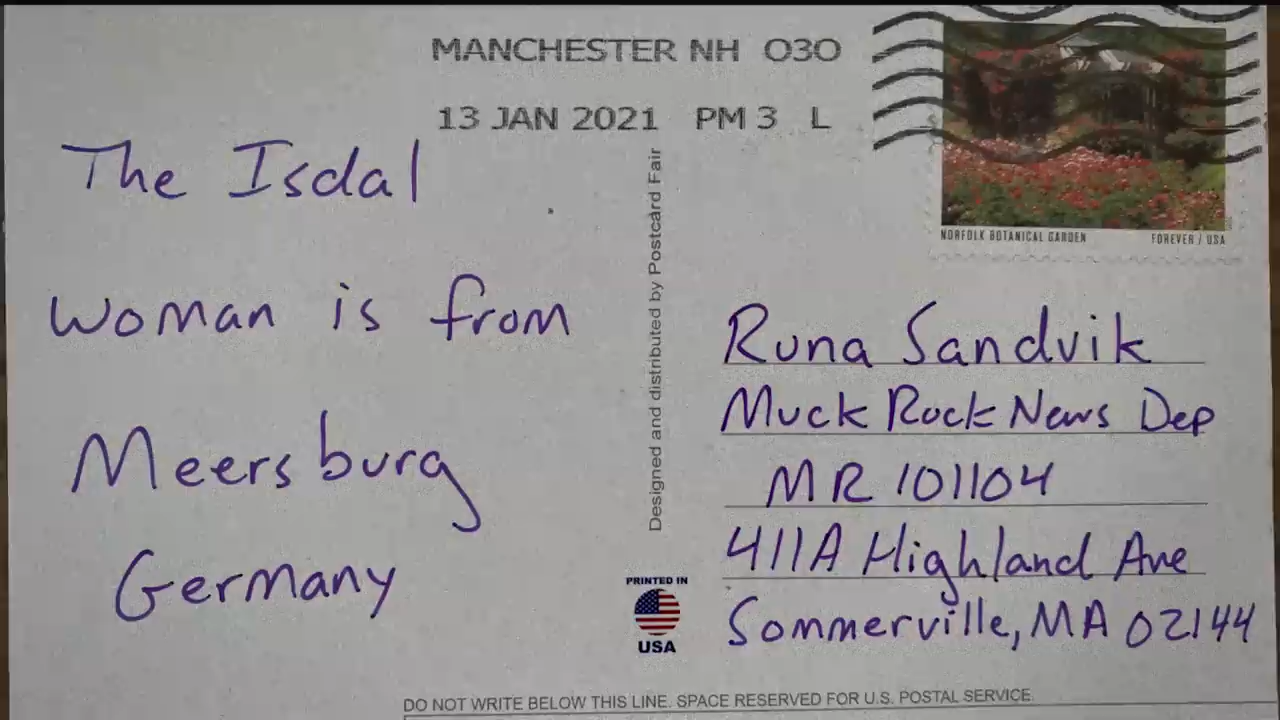 MANCHESTER NH 030
13 JAN 2021 PM 3 L
The Isdal
woman is from
Meersburg
Germany
Designed and distributed by Postcard Fair
NORFOLK BOTANICAL GARDEN FOREVER / USA
Runa Sandvik
Muck Rock News Dep
MR 101104
411A Highland Ave
Sommerville, MA 02144
PRINTED IN
USA
DO NOT WRITE BELOW THIS LINE. SPACE RESERVED FOR U.S. POSTAL SERVICE.